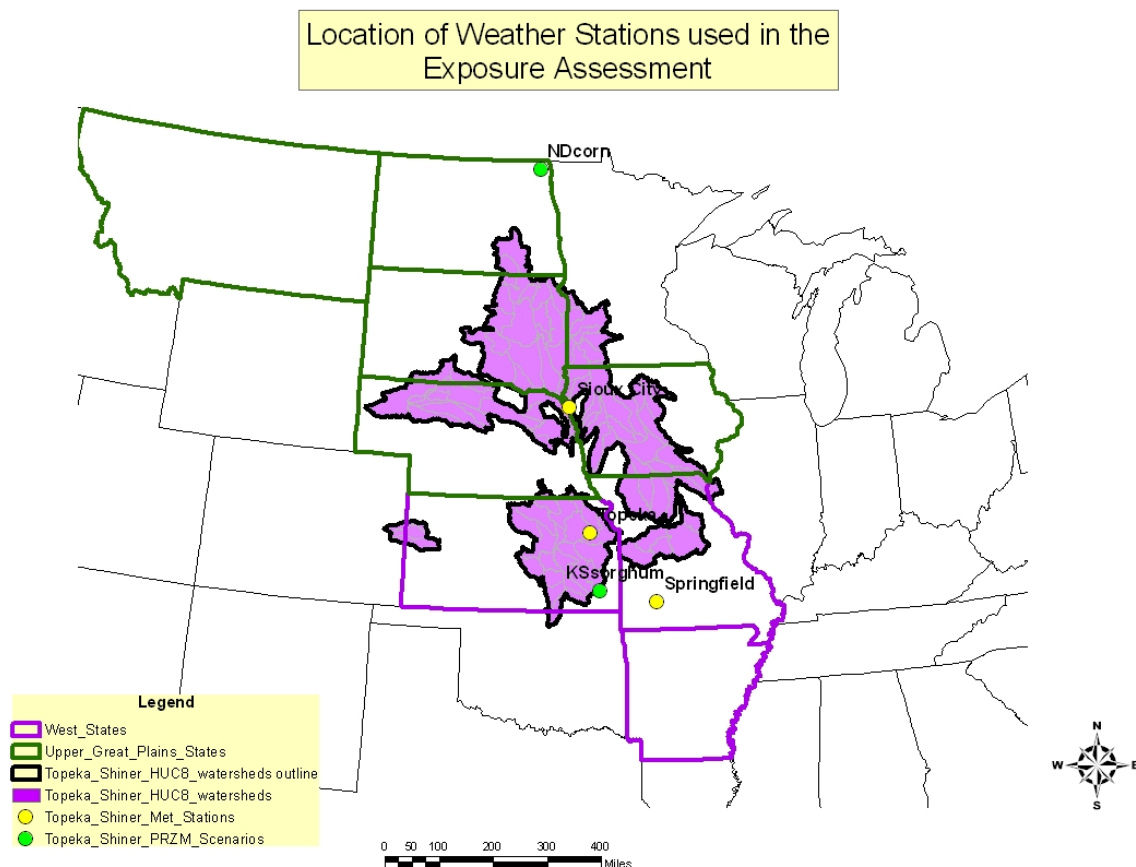 Location of Weather Stations used in the
Exposure Assessment
NDcorn
Sioux City
Topeka
KSsorghum
Springfield
Legend
West_States
Upper_Great_Plains_States
Topeka_Shiner_HUC8_watersheds outline
Topeka_Shiner_HUC8_watersheds
Topeka_Shiner_Met_Stations
Topeka_Shiner_PRZM_Scenarios
N
W E
S
0 50 100 200 300 400
Miles